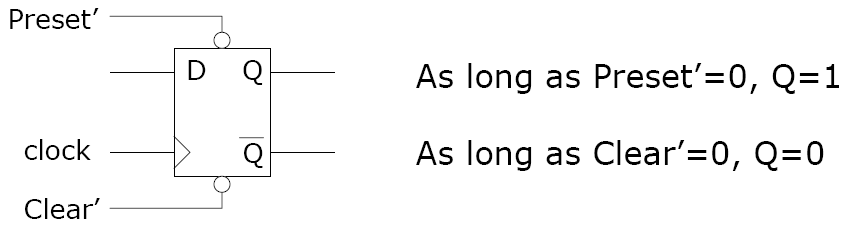 Preset’
D Q
As long as Preset’=0, Q=1
clock
Q̅
As long as Clear’=0, Q=0
Clear’